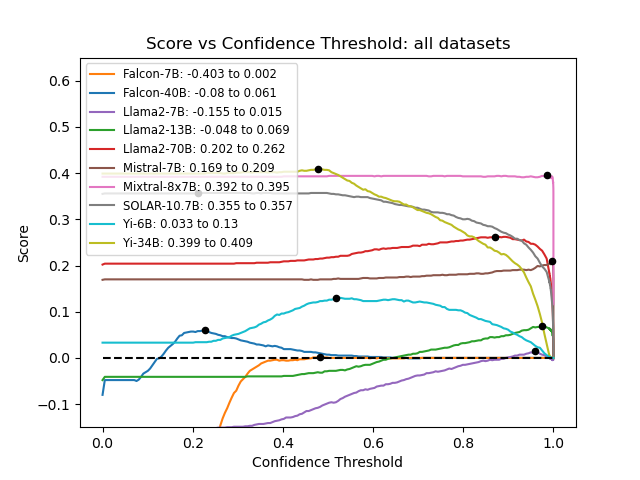 Score vs Confidence Threshold: all datasets
Falcon-7B: -0.403 to 0.002
Falcon-40B: -0.08 to 0.061
Llama2-7B: -0.155 to 0.015
Llama2-13B: -0.048 to 0.069
Llama2-70B: 0.202 to 0.262
Mistral-7B: 0.169 to 0.209
Mixtral-8x7B: 0.392 to 0.395
SOLAR-10.7B: 0.355 to 0.357
Yi-6B: 0.033 to 0.13
Yi-34B: 0.399 to 0.409
Score
0.6
0.5
0.4
0.3
0.2
0.1
0.0
−0.1
0.0 0.2 0.4 0.6 0.8 1.0
Confidence Threshold